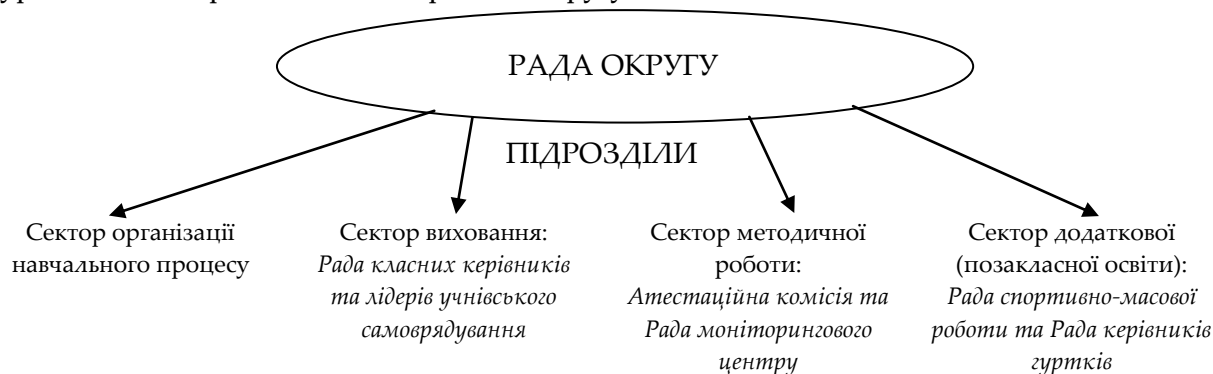 РАДА ОКРУГУ
ПІДРОЗДІЛИ
Сектор організації
навчального процесу
Сектор виховання:
Рада класних керівників
та лідерів учнівського
самоврядування
Сектор методичної
роботи:
Атестаційна комісія та
Рада моніторингового
центру
Сектор додаткової
(позакласної освіти):
Рада спортивно-масової
роботи та Рада керівників
гуртків